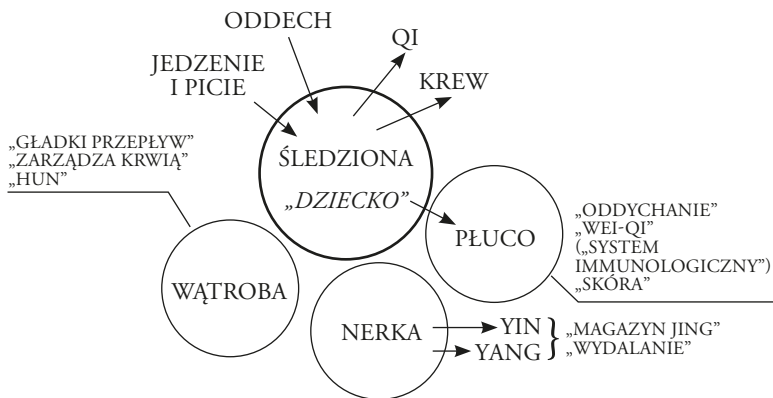 ODDECH
QI
JEDZENIE
I PICIE
KREW
„GŁADKI PRZEPŁYW”
„ZARZĄDZA KRWIĄ”
„HUN”
ŚLEDZIONA
„DZIECKO”
PŁUCO
„ODDYCHANIE”
„WEI-QI”
(„SYSTEM
IMMUNOLOGICZNY”)
„SKÓRA”
WĄTROBA
NERKA
YIN
YANG
} „MAGAZYN JING”
„WYDALANIE”